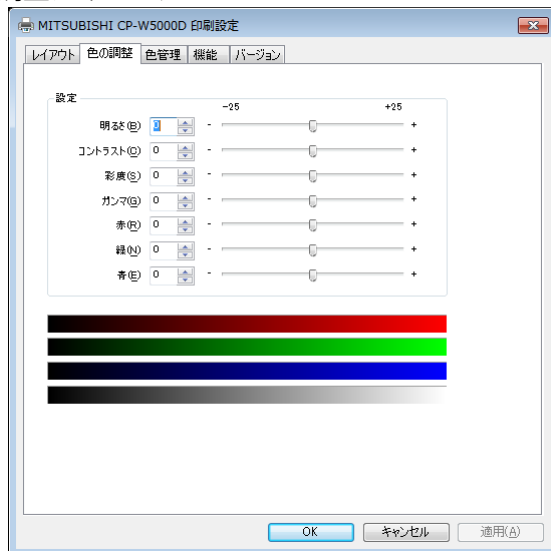 MITSUBISHI CP-W5000D 印刷設定
レイアウト 色の調整 色管理 機能 バージョン
設定
-25 +25
明るさ(B) 0 - +
コントラスト(C) 0 - +
彩度(S) 0 - +
ガンマ(G) 0 - +
赤(R) 0 - +
緑(N) 0 - +
青(E) 0 - +
OK キャンセル 適用(A)